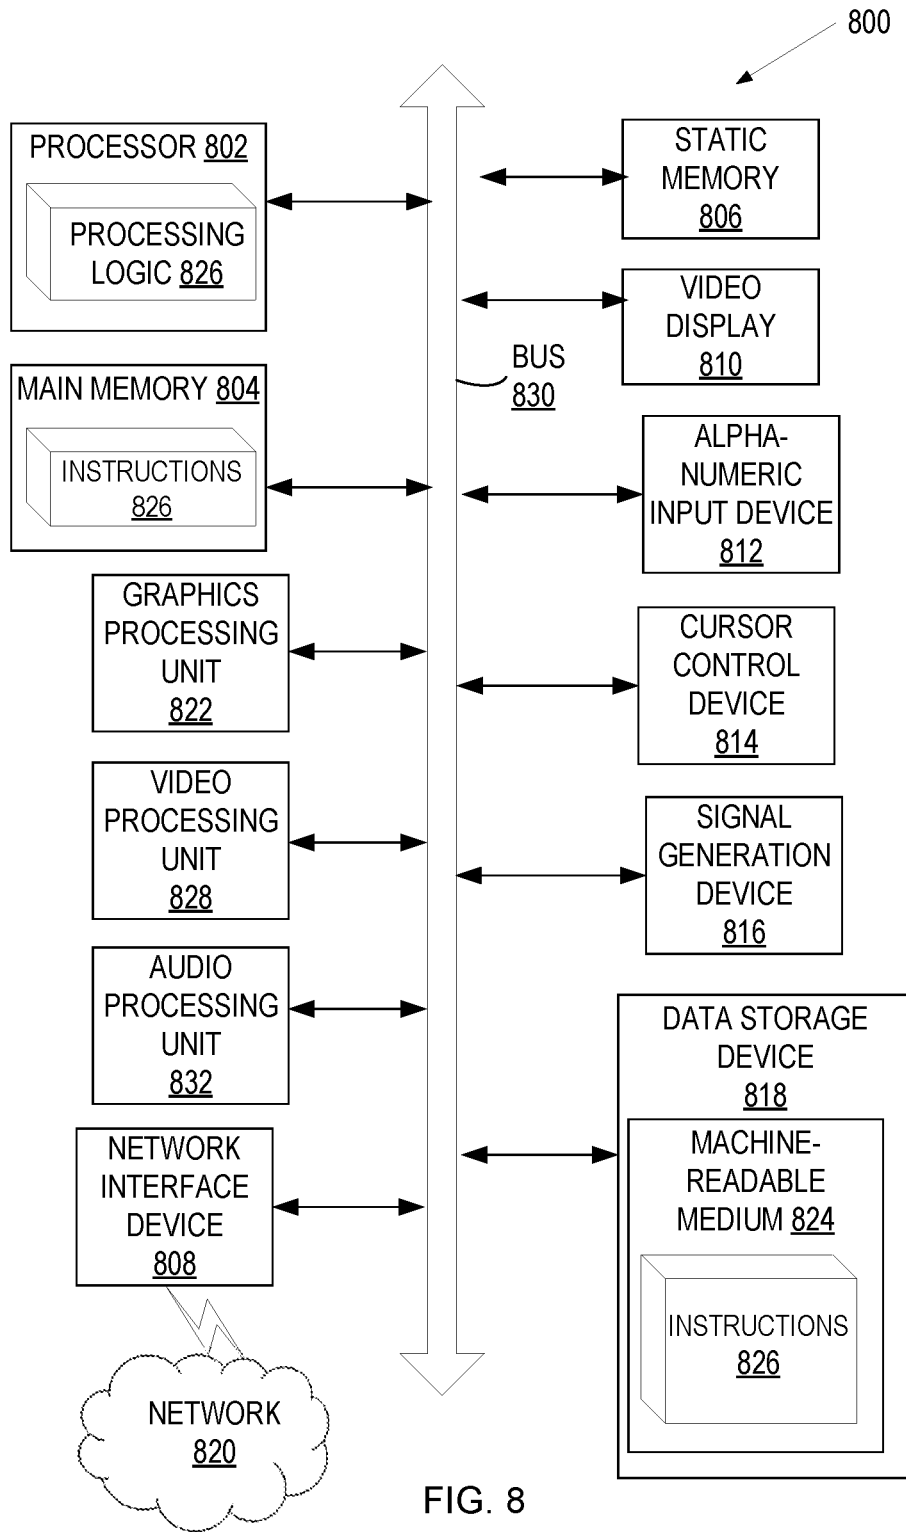 800
PROCESSOR 802
PROCESSING
LOGIC 826
MAIN MEMORY 804
INSTRUCTIONS
826
GRAPHICS
PROCESSING
UNIT
822
VIDEO
PROCESSING
UNIT
828
AUDIO
PROCESSING
UNIT
832
NETWORK
INTERFACE
DEVICE
808
NETWORK
820
BUS
830
STATIC
MEMORY
806
VIDEO
DISPLAY
810
ALPHA-
NUMERIC
INPUT DEVICE
812
CURSOR
CONTROL
DEVICE
814
SIGNAL
GENERATION
DEVICE
816
DATA STORAGE
DEVICE
818
MACHINE-
READABLE
MEDIUM 824
INSTRUCTIONS
826
FIG. 8